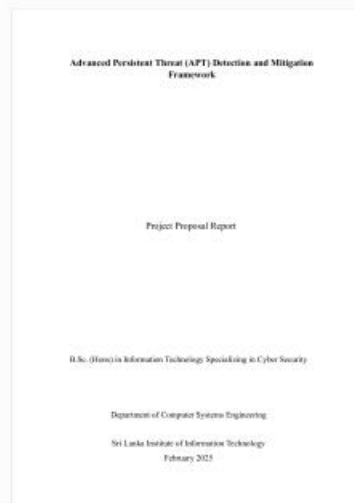 Advanced Persistent Threat (APT) Detection and Mitigation
Framework
Project Proposal Report
B.Sc. (Hons) in Information Technology Specializing in Cyber Security
Department of Computer Systems Engineering
Sri Lanka Institute of Information Technology
February 2025